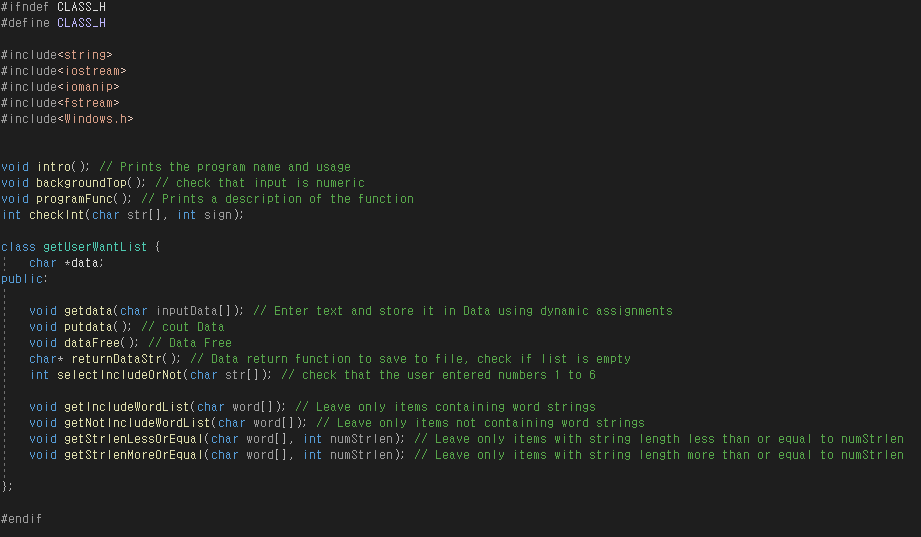 #ifndef CLASS_H
#define CLASS_H
#include<string>
#include<iostream>
#include<iomanip>
#include<fstream>
#include<Windows.h>
void intro(); // Prints the program name and usage
void backgroundTop(); // check that input is numeric
void programFunc(); // Prints a description of the function
int checkInt(char str[], int sign);
class getUserWantList {
char *data;
public:
void getdata(char inputData[]); // Enter text and store it in Data using dynamic assignments
void putdata(); // cout Data
void dataFree(); // Data Free
char* returnDataStr(); // Data return function to save to file, check if list is empty
int selectIncludeOrNot(char str[]); // check that the user entered numbers 1 to 6
void getIncludeWordList(char word[]); // Leave only items containing word strings
void getNotIncludeWordList(char word[]); // Leave only items not containing word strings
void getStrlenLessOrEqual(char word[], int numStrlen); // Leave only items with string length less than or equal to numStrlen
void getStrlenMoreOrEqual(char word[], int numStrlen); // Leave only items with string length more than or equal to numStrlen
};
#endif